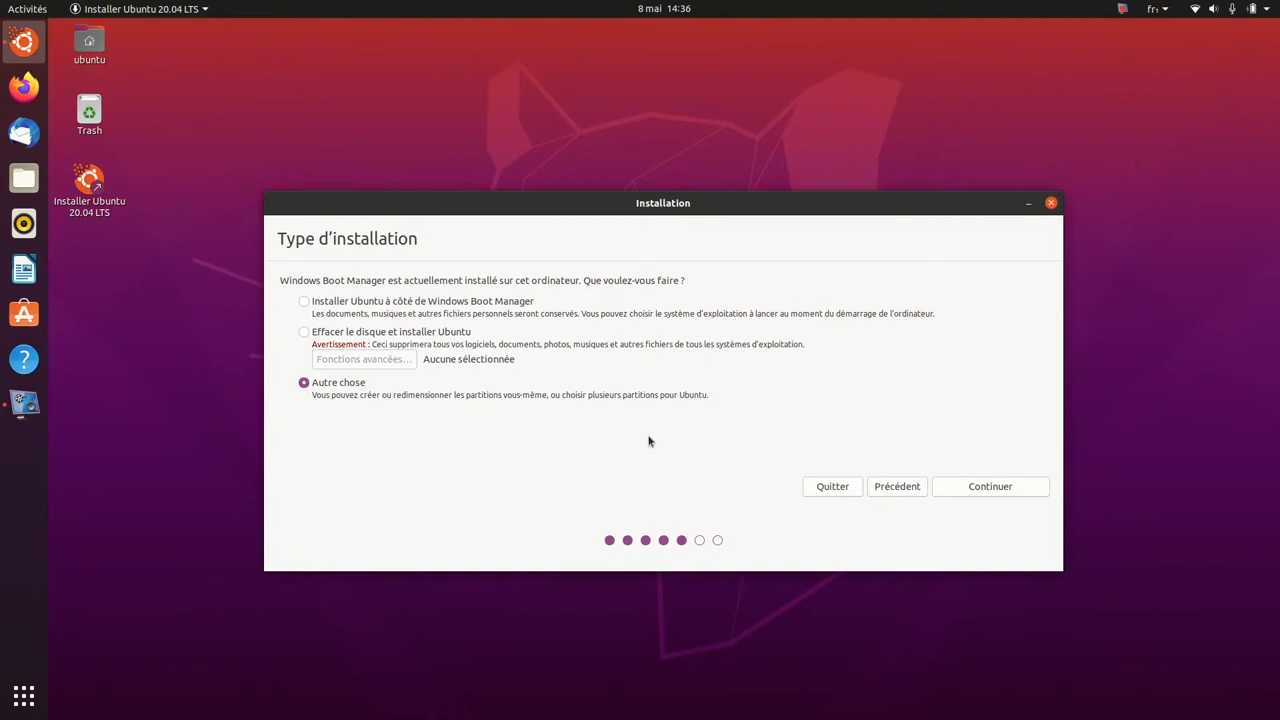 Activités
Installer Ubuntu 20.04 LTS
8 mai 14:36
fr₁
ubuntu
Trash
Installer Ubuntu
20.04 LTS
Installation
Type d’installation
Windows Boot Manager est actuellement installé sur cet ordinateur. Que voulez-vous faire ?
Installer Ubuntu à côté de Windows Boot Manager
Les documents, musiques et autres fichiers personnels seront conservés. Vous pouvez choisir le système d’exploitation à lancer au moment du démarrage de l’ordinateur.
Effacer le disque et installer Ubuntu
Avertissement : Ceci supprimera tous vos logiciels, documents, photos, musiques et autres fichiers de tous les systèmes d’exploitation.
Fonctions avancées... Aucune sélectionnée
Autre chose
Vous pouvez créer ou redimensionner les partitions vous-même, ou choisir plusieurs partitions pour Ubuntu.
Quitter
Précédent
Continuer